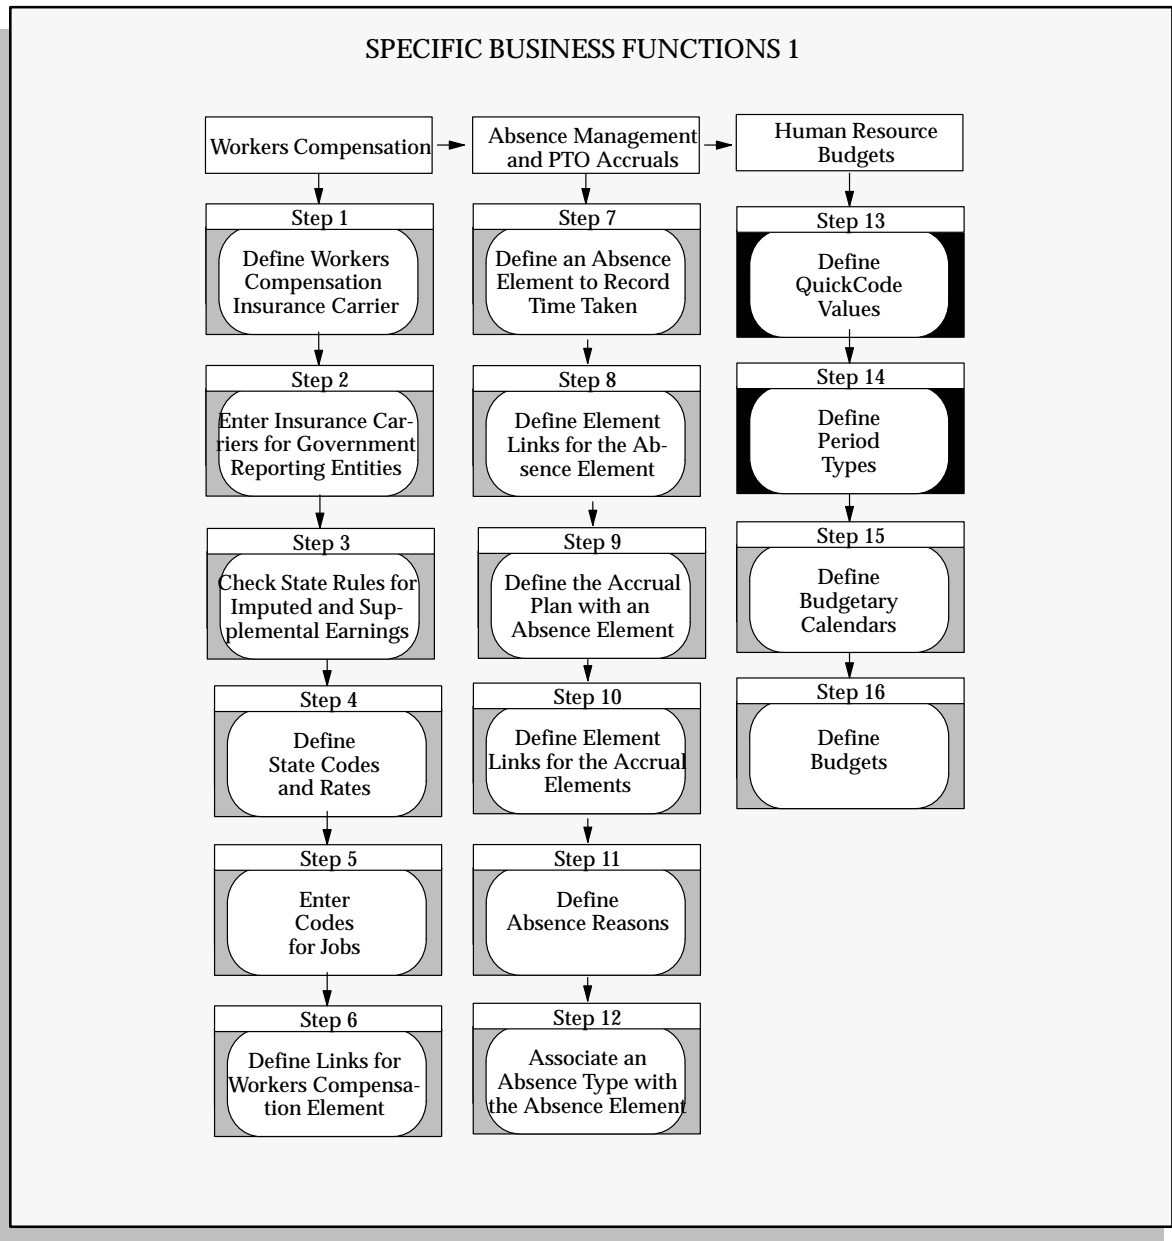 SPECIFIC BUSINESS FUNCTIONS 1
Workers Compensation
Step 1
Define Workers
Compensation
Insurance Carrier
Step 2
Enter Insurance Car-
riers for Government
Reporting Entities
Step 3
Check State Rules for
Imputed and Sup-
plemental Earnings
Step 4
Define
State Codes
and Rates
Step 5
Enter
Codes
for Jobs
Step 6
Define Links for
Workers Compensa-
tion Element
Absence Management
and PTO Accruals
Step 7
Define an Absence
Element to Record
Time Taken
Step 8
Define Element
Links for the Ab-
sence Element
Step 9
Define the Accrual
Plan with an
Absence Element
Step 10
Define Element
Links for the Accrual
Elements
Step 11
Define
Absence Reasons
Step 12
Associate an
Absence Type with
the Absence Element
Human Resource
Budgets
Step 13
Define
QuickCode
Values
Step 14
Define
Period
Types
Step 15
Define
Budgetary
Calendars
Step 16
Define
Budgets